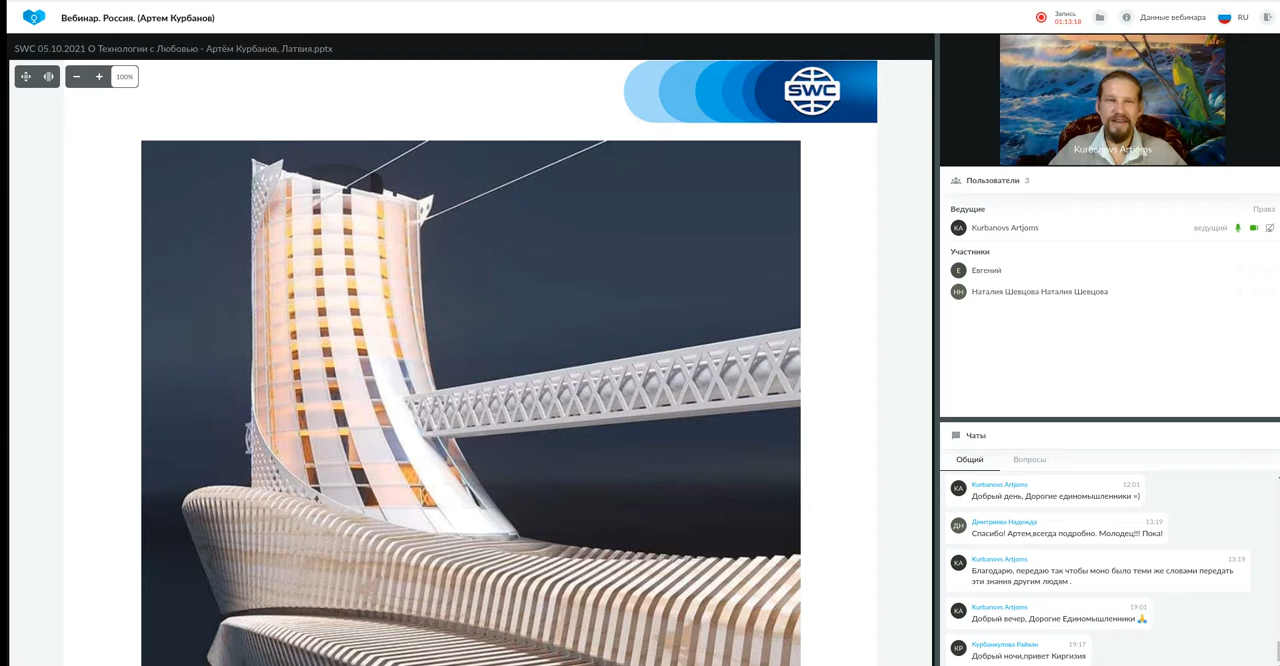 Вебинар. Россия. (Артем Курбанов)
Запись
01:13:18
Данные вебинара
RU
SWC 05.10.2021 О Технологии с Любовью - Артём Курбанов, Латвия.pptx
100%
SWC
Kurbanovs Artjoms
Пользователи 3
Ведущие
Права
KA
Kurbanovs Artjoms
ведущий
Участники
Е
Евгений
НН
Наталия Шевцова Наталия Шевцова
Чаты
Общий
Вопросы
KA
Kurbanovs Artjoms
12:01
Добрый день, Дорогие единомышленники =)
ДН
Дмитриева Надежда
13:19
Спасибо! Артем,всегда подробно. Молодец!!! Пока!
KA
Kurbanovs Artjoms
13:19
Благодарю, передаю так чтобы моно было теми же словами передать
эти знания другим людям .
KA
Kurbanovs Artjoms
19:01
Добрый вечер, Дорогие Единомышленники 🙏
КР
Курбанкулова Райхан
19:17
Добрый ночи,привет Киргизия